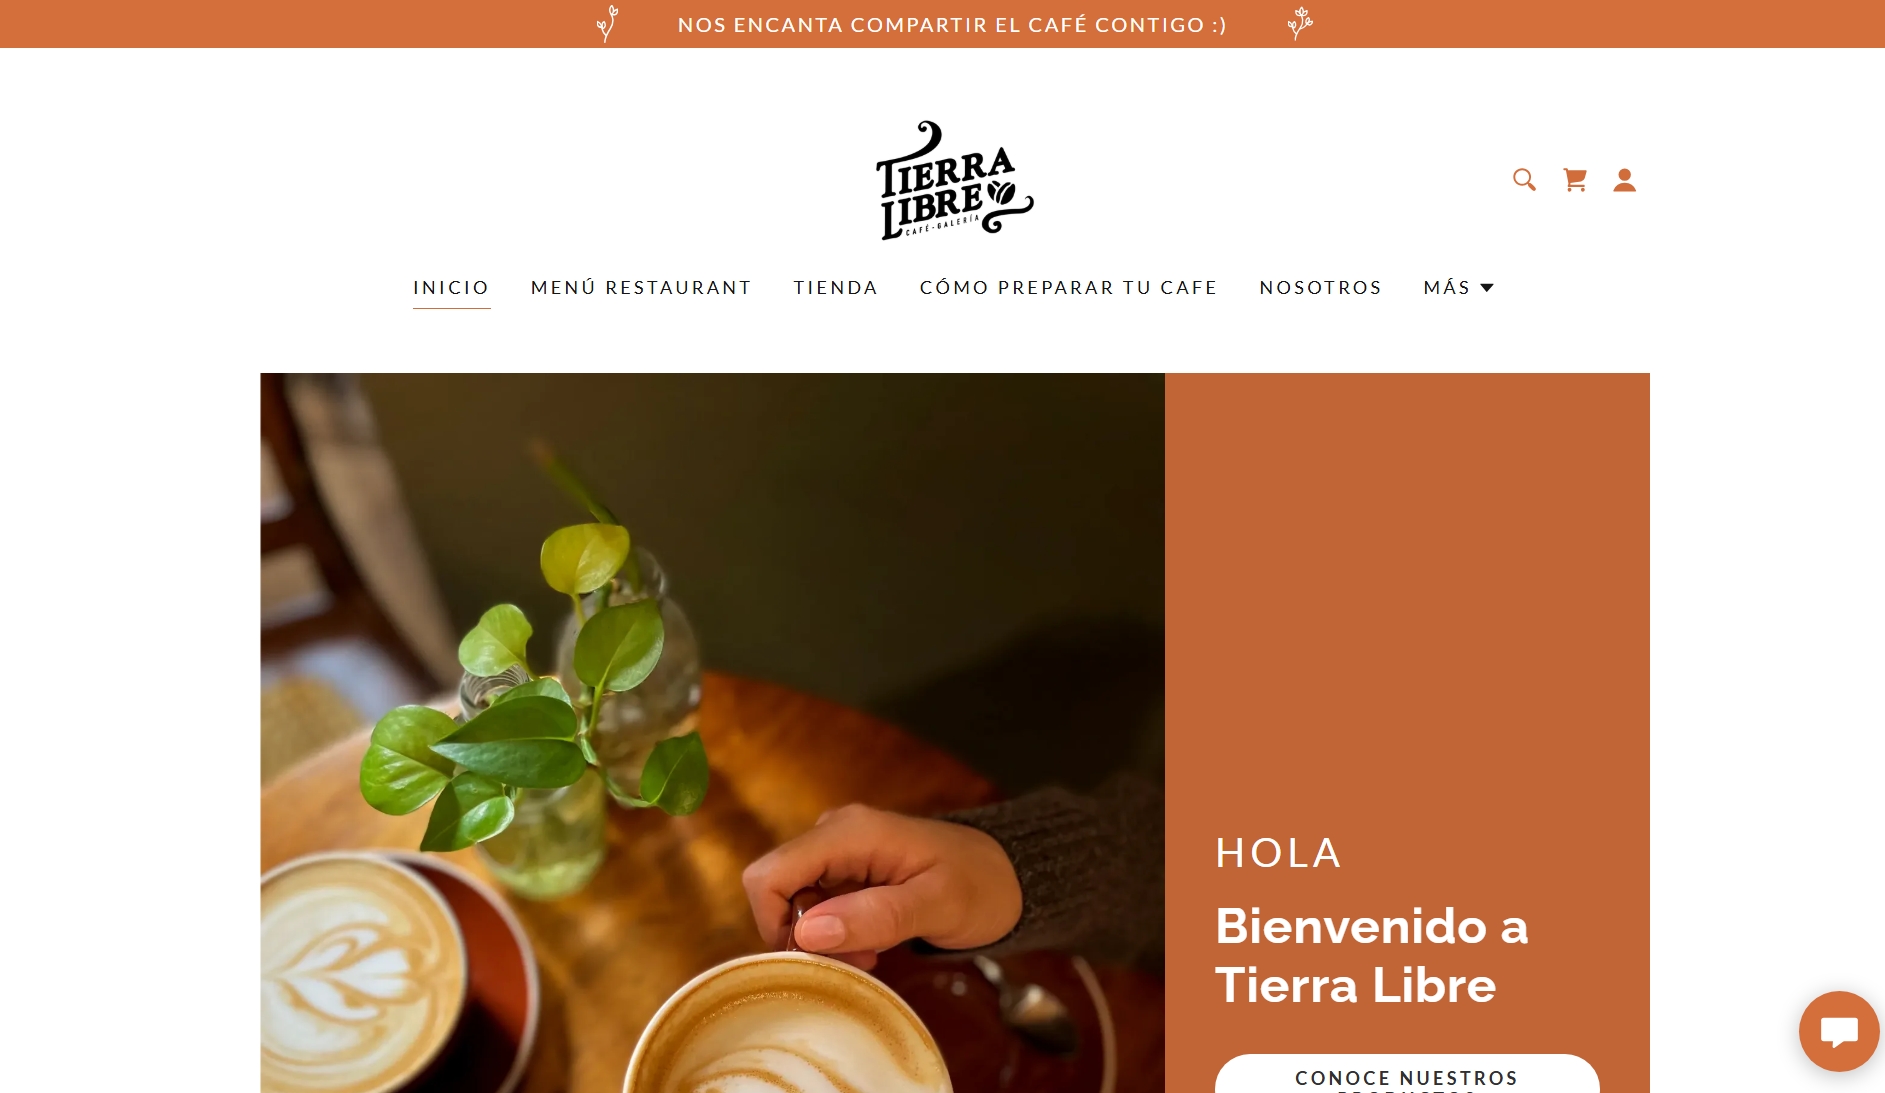 NOS ENCANTA COMPARTIR EL CAFÉ CONTIGO :)
TIERRA
LIBRE
CAFÉ-GALERÍA
INICIO MENÚ RESTAURANT TIENDA CÓMO PREPARAR TU CAFE NOSOTROS MÁS
HOLA
Bienvenido a
Tierra Libre
CONOCE NUESTROS
PRODUCTOS